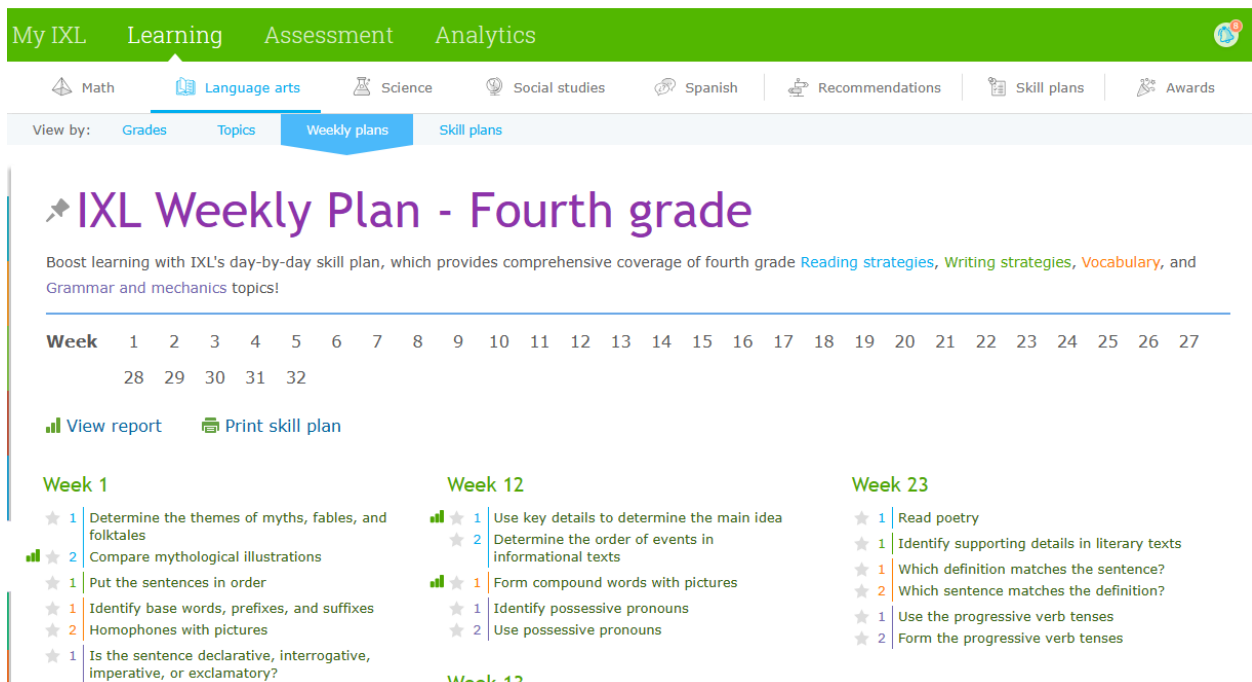 My IXL Learning Assessment Analytics 8
Math Language arts Science Social studies Spanish Recommendations Skill plans Awards
View by: Grades Topics Weekly plans Skill plans
IXL Weekly Plan - Fourth grade
Boost learning with IXL's day-by-day skill plan, which provides comprehensive coverage of fourth grade Reading strategies, Writing strategies, Vocabulary, and
Grammar and mechanics topics!
Week 1 2 3 4 5 6 7 8 9 10 11 12 13 14 15 16 17 18 19 20 21 22 23 24 25 26 27
28 29 30 31 32
View report Print skill plan
Week 1
1 Determine the themes of myths, fables, and
folktales
2 Compare mythological illustrations
1 Put the sentences in order
1 Identify base words, prefixes, and suffixes
2 Homophones with pictures
1 Is the sentence declarative, interrogative,
imperative, or exclamatory?
Week 12
1 Use key details to determine the main idea
2 Determine the order of events in
informational texts
1 Form compound words with pictures
1 Identify possessive pronouns
2 Use possessive pronouns
Week 13
Week 23
1 Read poetry
1 Identify supporting details in literary texts
1 Which definition matches the sentence?
2 Which sentence matches the definition?
1 Use the progressive verb tenses
2 Form the progressive verb tenses